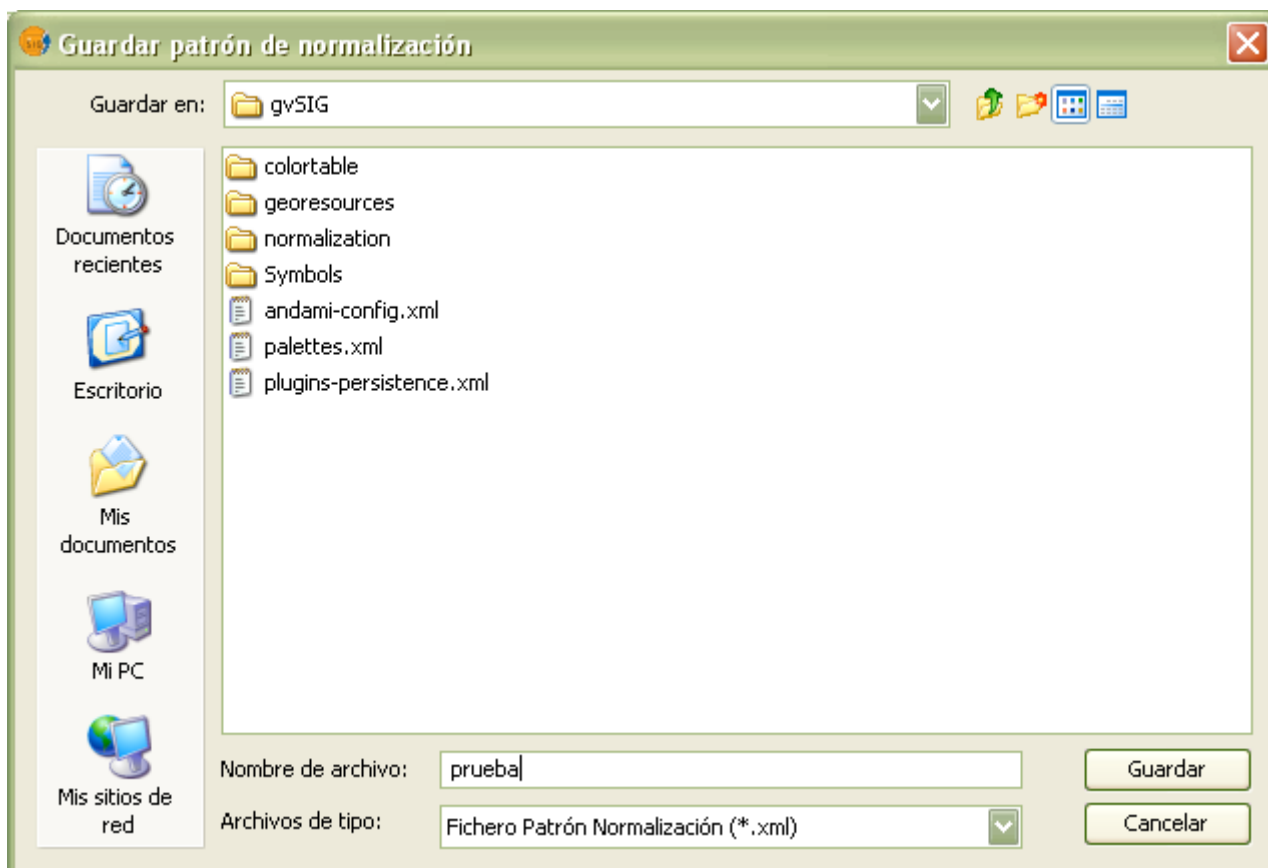 Guardar patrón de normalización
Guardar en:
gvSIG
colortable
georesources
normalization
Symbols
andami-config.xml
palettes.xml
plugins-persistence.xml
Documentos
recientes
Escritorio
Mis
documentos
Mi PC
Mis sitios de
red
Nombre de archivo:
prueba
Guardar
Archivos de tipo:
Fichero Patrón Normalización (*.xml)
Cancelar